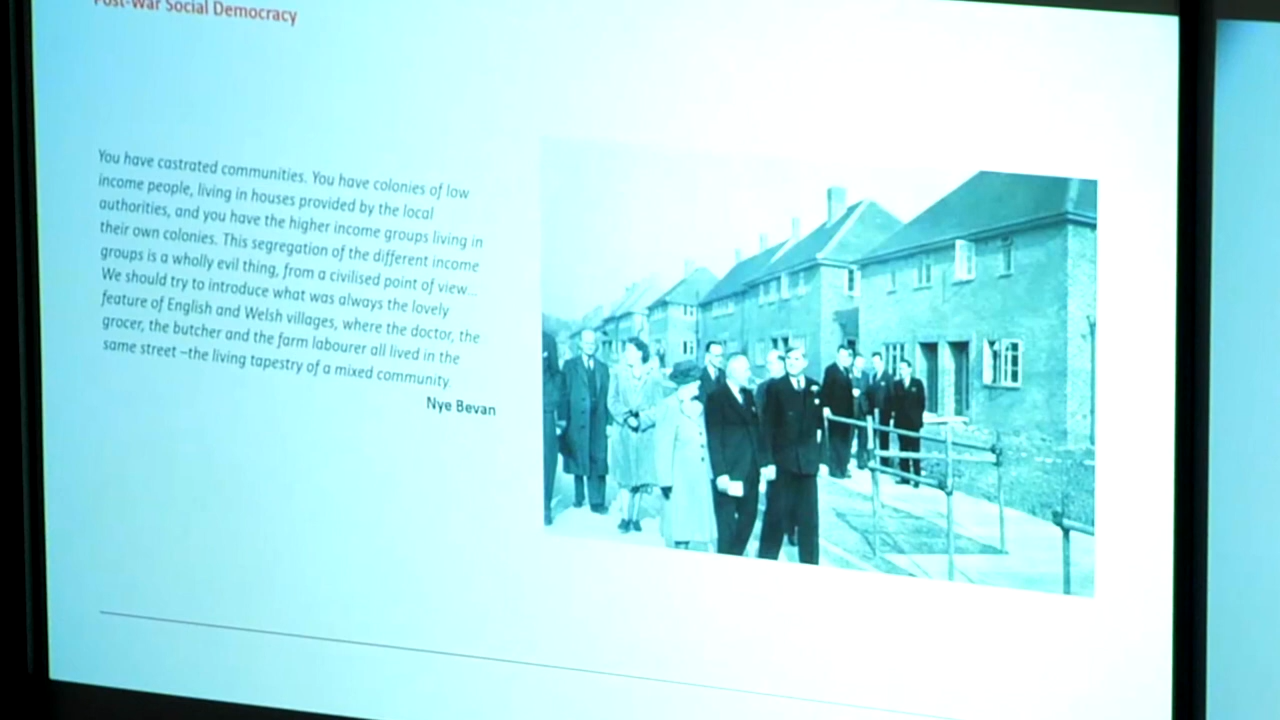 Post-War Social Democracy
You have castrated communities. You have colonies of low
income people, living in houses provided by the local
authorities, and you have the higher income groups living in
their own colonies. This segregation of the different income
groups is a wholly evil thing, from a civilised point of view...
We should try to introduce what was always the lovely
feature of English and Welsh villages, where the doctor, the
grocer, the butcher and the farm labourer all lived in the
same street –the living tapestry of a mixed community
Nye Bevan